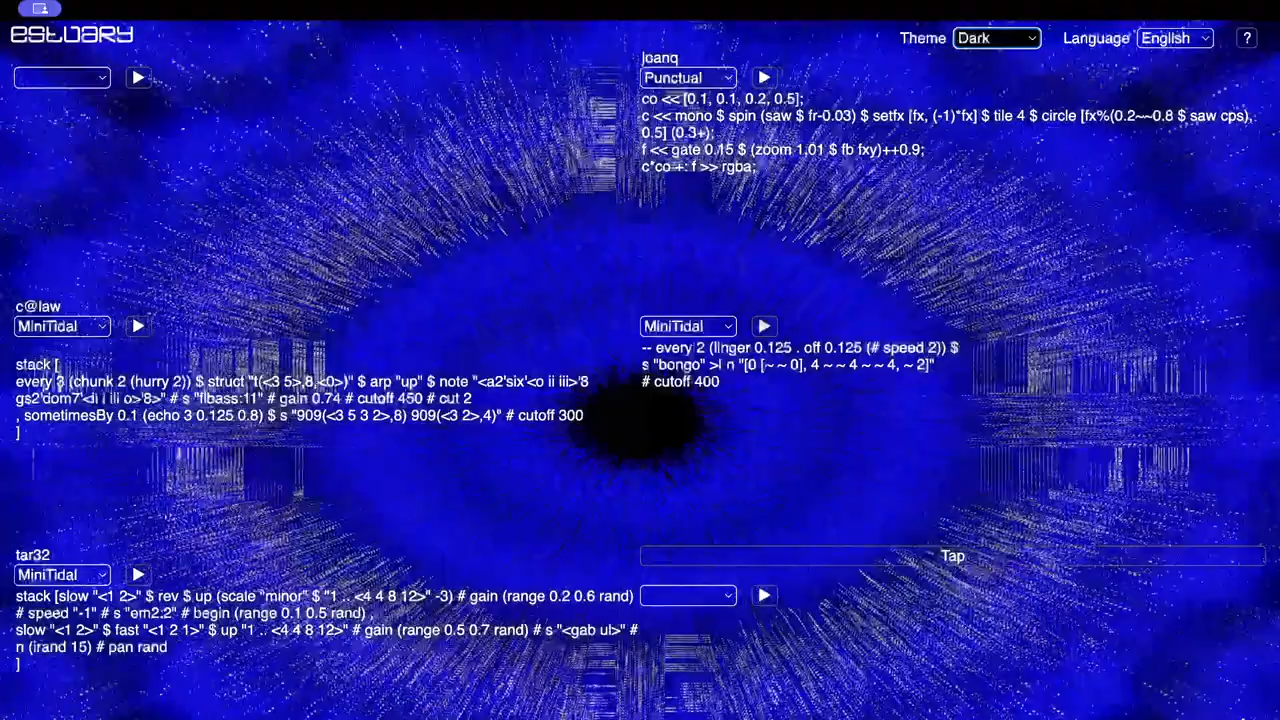 estuary
Theme Dark Language English ?
joanq
Punctual
co << [0.1, 0.1, 0.2, 0.5];
c << mono $ spin (saw $ fr-0.03) $ setfx [fx, (-1)*fx] $ tile 4 $ circle [fx%(0.2~~0.8 $ saw cps),
0.5] (0.3+);
f << gate 0.15 $ (zoom 1.01 $ fb fxy)++0.9;
c*co +: f >> rgba;
c@law
MiniTidal
stack [
every 3 (chunk 2 (hurry 2)) $ struct "t(<3 5>,8,<0>)" $ arp "up" $ note "<a2'six'<o ii iii>'8
gs2'dom7'<i i iii o>'8>" # s "flbass:11" # gain 0.74 # cutoff 450 # cut 2
, sometimesBy 0.1 (echo 3 0.125 0.8) $ s "909(<3 5 3 2>,8) 909(<3 2>,4)" # cutoff 300
]
MiniTidal
-- every 2 (linger 0.125 . off 0.125 (# speed 2)) $
s "bongo" >| n "[0 [~ ~ 0], 4 ~ ~ 4 ~ ~ 4, ~ 2]"
# cutoff 400
tar32
MiniTidal
stack [slow "<1 2>" $ rev $ up (scale "minor" $ "1 .. <4 4 8 12>" -3) # gain (range 0.2 0.6 rand)
# speed "-1" # s "em2:2" # begin (range 0.1 0.5 rand) ,
slow "<1 2>" $ fast "<1 2 1>" $ up "1 .. <4 4 8 12>" # gain (range 0.5 0.7 rand) # s "<gab ul>" #
n (irand 15) # pan rand
]
Tap